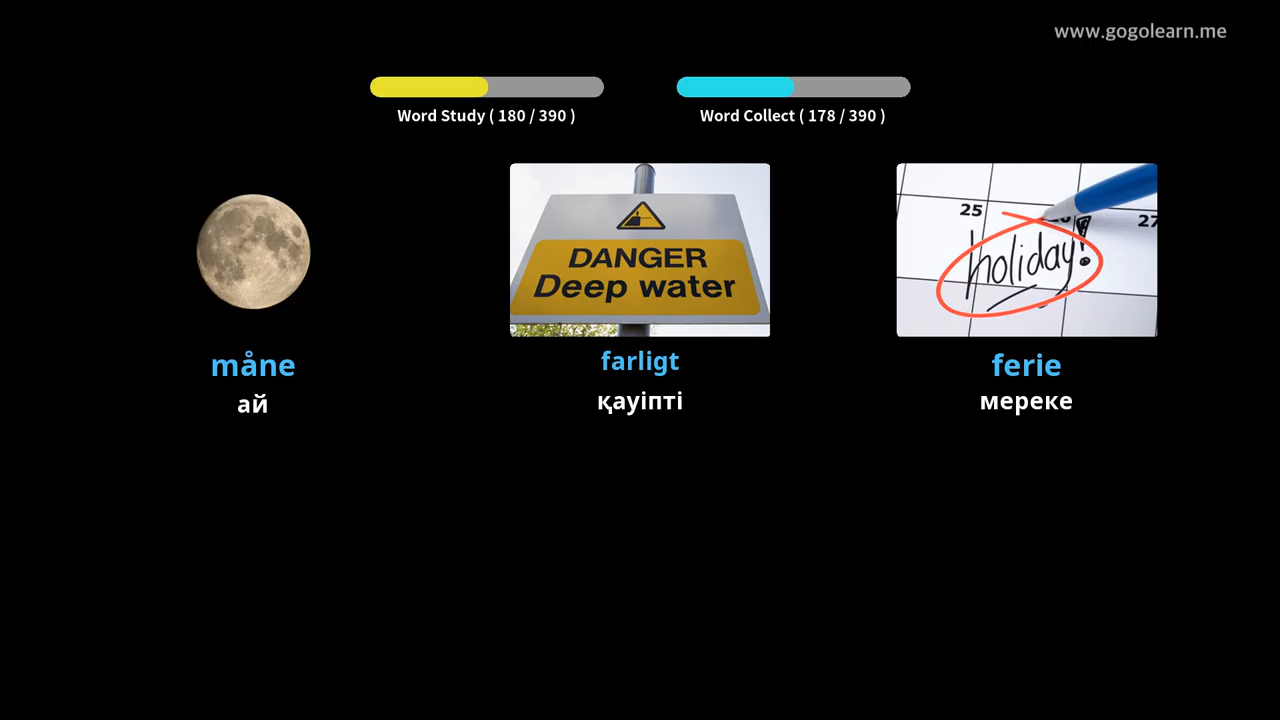 www.gogolearn.me
Word Study ( 180 / 390 )
Word Collect ( 178 / 390 )
DANGER
Deep water
25
27
holiday!
måne
farligt
ferie
ай
қауіпті
мереке